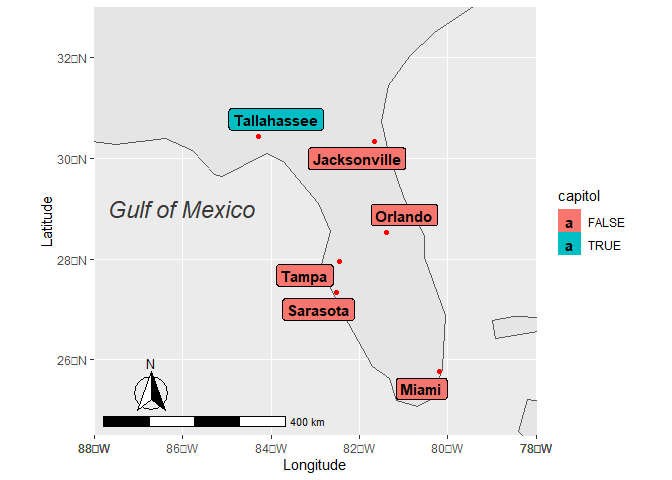 32□N
30□N
28□N
26□N
Latitude
Tallahassee
Jacksonville
Gulf of Mexico
Orlando
Tampa
Sarasota
Miami
N
400 km
88□W
86□W
84□W
82□W
80□W
78□W
Longitude
capitol
a FALSE
a TRUE